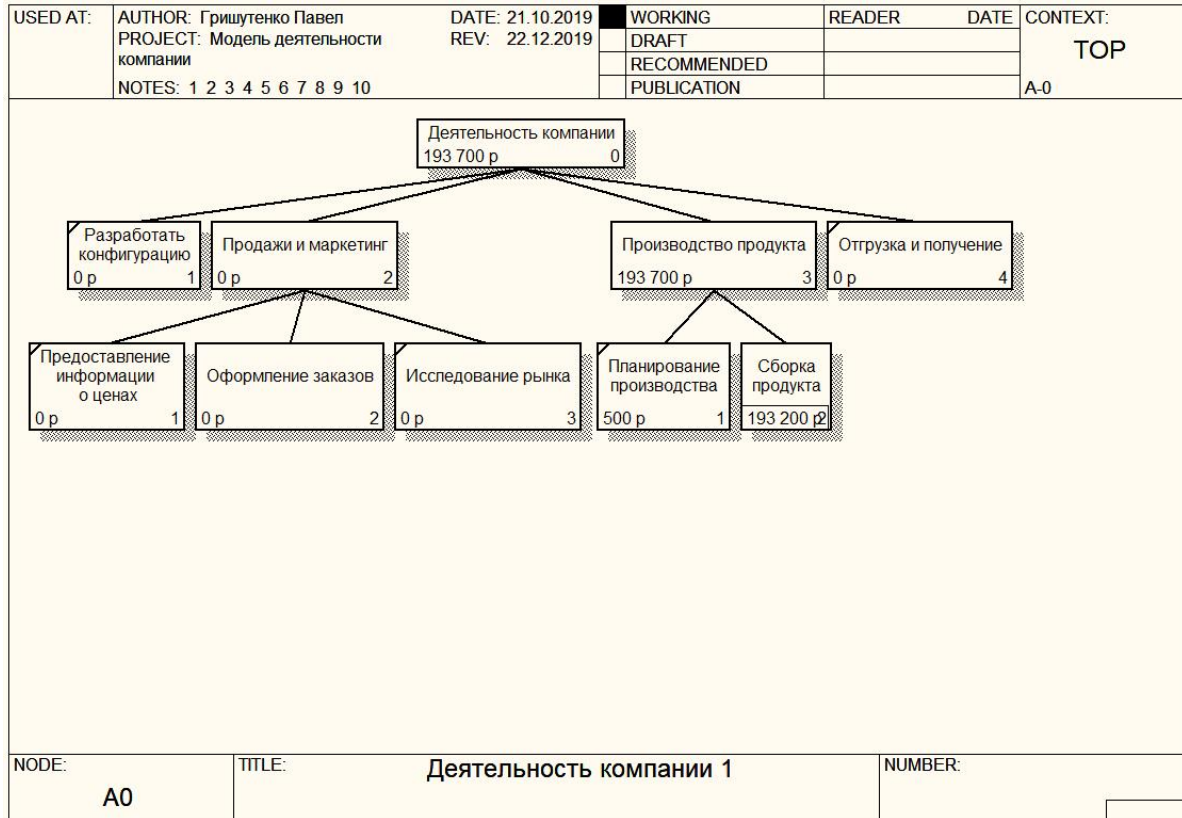 USED AT:
AUTHOR: Гришутенко Павел
DATE: 21.10.2019
PROJECT: Модель деятельности
компании
REV: 22.12.2019
NOTES: 1 2 3 4 5 6 7 8 9 10
WORKING
DRAFT
RECOMMENDED
PUBLICATION
READER
DATE
CONTEXT:
TOP
A-0
Деятельность компании
193 700 р
0
Разработать
конфигурацию
0 р
1
Продажи и маркетинг
0 р
2
Производство продукта
193 700 р
3
Отгрузка и получение
0 р
4
Предоставление
информации
о ценах
0 р
1
Оформление заказов
0 р
2
Исследование рынка
0 р
3
Планирование
производства
500 р
1
Сборка
продукта
193 200 р
2
NODE:
A0
TITLE:
Деятельность компании 1
NUMBER: